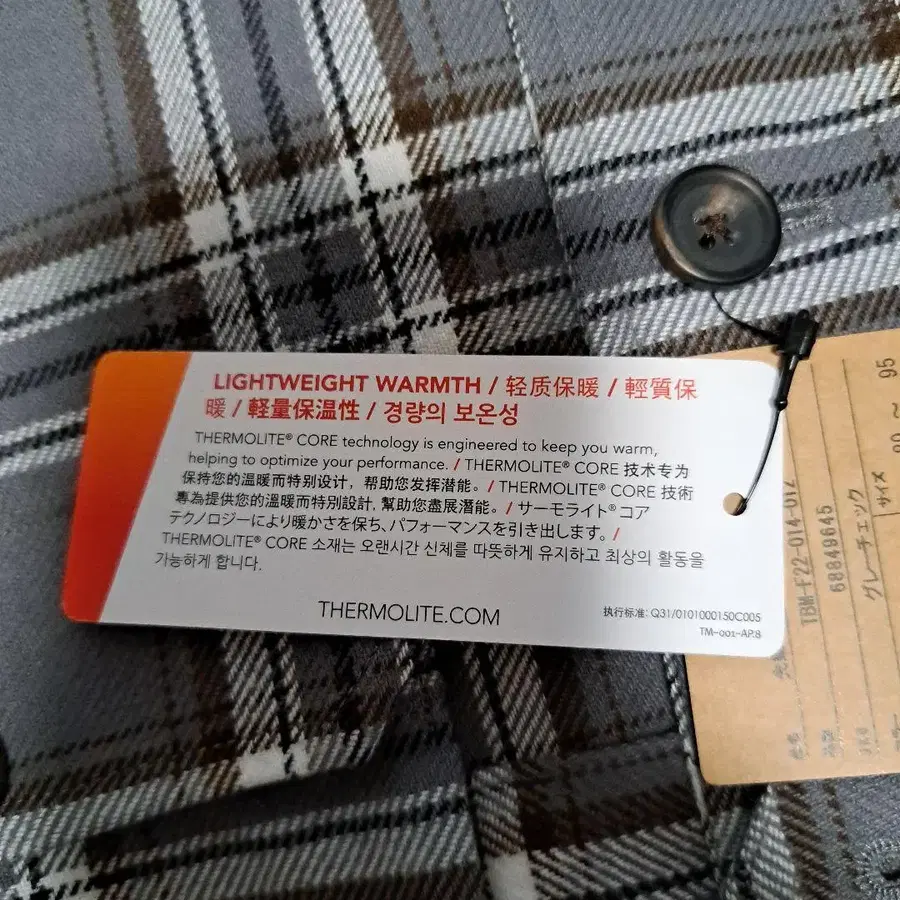 LIGHTWEIGHT WARMTH / 轻质保暖 / 輕質保
暖 / 軽量保温性 / 경량의 보온성
THERMOLITE® CORE technology is engineered to keep you warm,
helping to optimize your performance. / THERMOLITE® CORE 技术专为
保持您的温暖而特别设计，帮助您发挥潜能。 / THERMOLITE® CORE 技術
專為提供您的溫暖而特別設計，幫助您盡展潛能。 / サーモライト® コア
テクノロジーにより暖かさを保ち、パフォーマンスを引き出します。 /
THERMOLITE® CORE 소재는 오랜시간 신체를 따뜻하게 유지하고 최상의 활동을
가능하게 합니다.
THERMOLITE.COM
执行标准: Q31/0101000150C005
TM-001-AP.8
TBM-F22-014-012
68849645
グレーチェック
サイズ
95